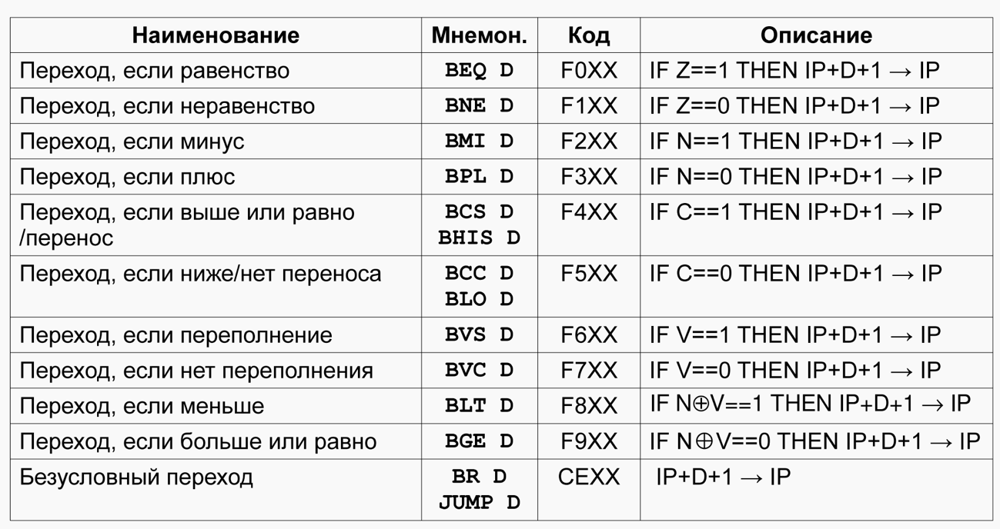 Наименование Мнемон. Код Описание
Переход, если равенство BEQ D F0XX IF Z==1 THEN IP+D+1 → IP
Переход, если неравенство BNE D F1XX IF Z==0 THEN IP+D+1 → IP
Переход, если минус BMI D F2XX IF N==1 THEN IP+D+1 → IP
Переход, если плюс BPL D F3XX IF N==0 THEN IP+D+1 → IP
Переход, если выше или равно BCS D F4XX IF C==1 THEN IP+D+1 → IP
/перенос BHIS D
Переход, если ниже/нет переноса BCC D F5XX IF C==0 THEN IP+D+1 → IP
BLO D
Переход, если переполнение BVS D F6XX IF V==1 THEN IP+D+1 → IP
Переход, если нет переполнения BVC D F7XX IF V==0 THEN IP+D+1 → IP
Переход, если меньше BLT D F8XX IF N⊕V==1 THEN IP+D+1 → IP
Переход, если больше или равно BGE D F9XX IF N⊕V==0 THEN IP+D+1 → IP
Безусловный переход BR D CEXX IP+D+1 → IP
JUMP D